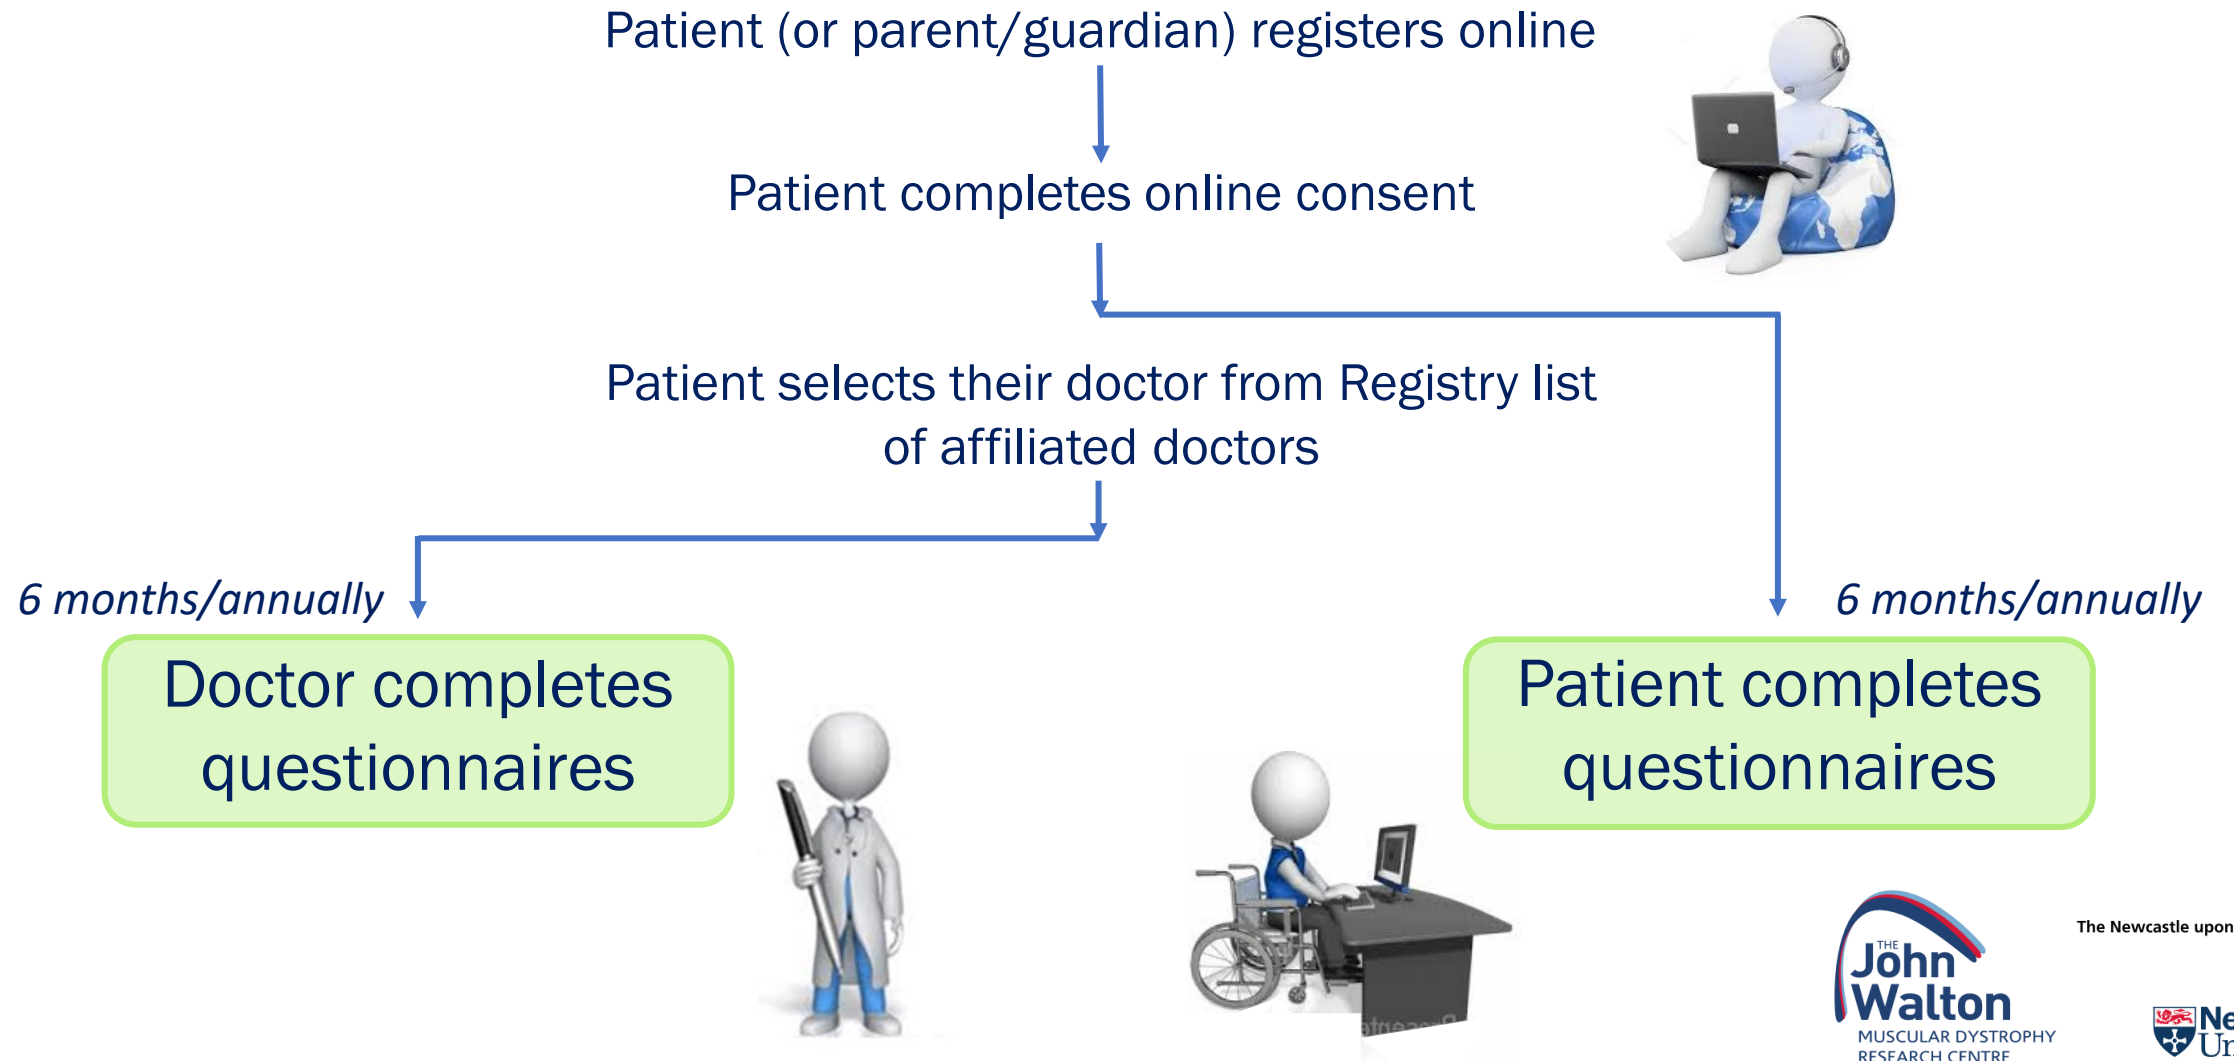 Patient (or parent/guardian) registers online
Patient completes online consent
Patient selects their doctor from Registry list
of affiliated doctors
6 months/annually
6 months/annually
Doctor completes
questionnaires
Patient completes
questionnaires
THE
John
Walton
MUSCULAR DYSTROPHY
RESEARCH CENTRE
The Newcastle upon